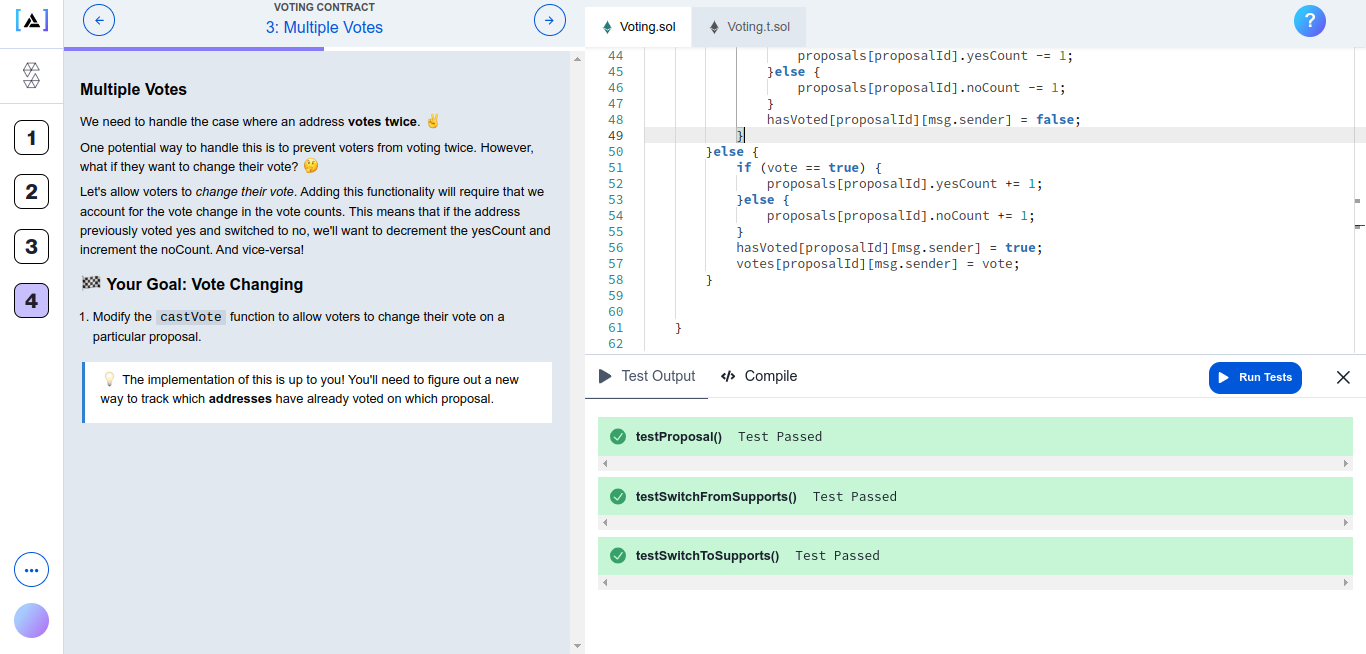 VOTING CONTRACT
3: Multiple Votes
1
2
3
4
Multiple Votes
We need to handle the case where an address votes twice. ✌️
One potential way to handle this is to prevent voters from voting twice. However,
what if they want to change their vote? 🤔
Let's allow voters to change their vote. Adding this functionality will require that we
account for the vote change in the vote counts. This means that if the address
previously voted yes and switched to no, we'll want to decrement the yesCount and
increment the noCount. And vice-versa!
🏁 Your Goal: Vote Changing
1. Modify the castVote function to allow voters to change their vote on a
particular proposal.
💡 The implementation of this is up to you! You'll need to figure out a new
way to track which addresses have already voted on which proposal.
Voting.sol
Voting.t.sol
?
44 proposals[proposalId].yesCount -= 1;
45 }else {
46 proposals[proposalId].noCount -= 1;
47 }
48 hasVoted[proposalId][msg.sender] = false;
49 }
50 }else {
51 if (vote == true) {
52 proposals[proposalId].yesCount += 1;
53 }else {
54 proposals[proposalId].noCount += 1;
55 }
56 hasVoted[proposalId][msg.sender] = true;
57 votes[proposalId][msg.sender] = vote;
58 }
59
60
61 }
62
Test Output
Compile
Run Tests
testProposal() Test Passed
testSwitchFromSupports() Test Passed
testSwitchToSupports() Test Passed